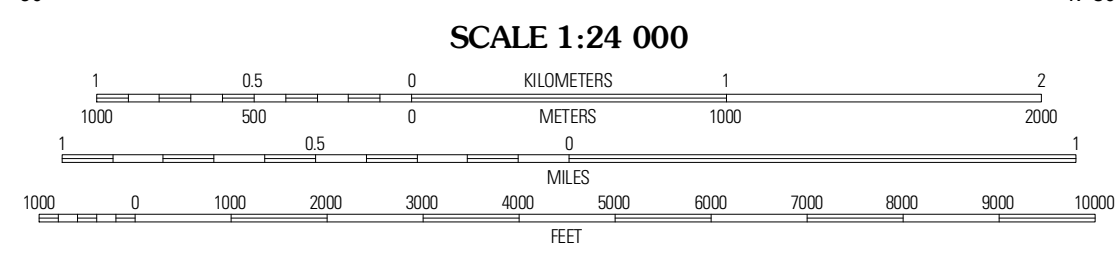 SCALE 1:24 000
1 0.5 0 KILOMETERS 1 2
1000 500 0 METERS 1000 2000
1 0.5 0 1
MILES
1000 0 1000 2000 3000 4000 5000 6000 7000 8000 9000 10000
FEET